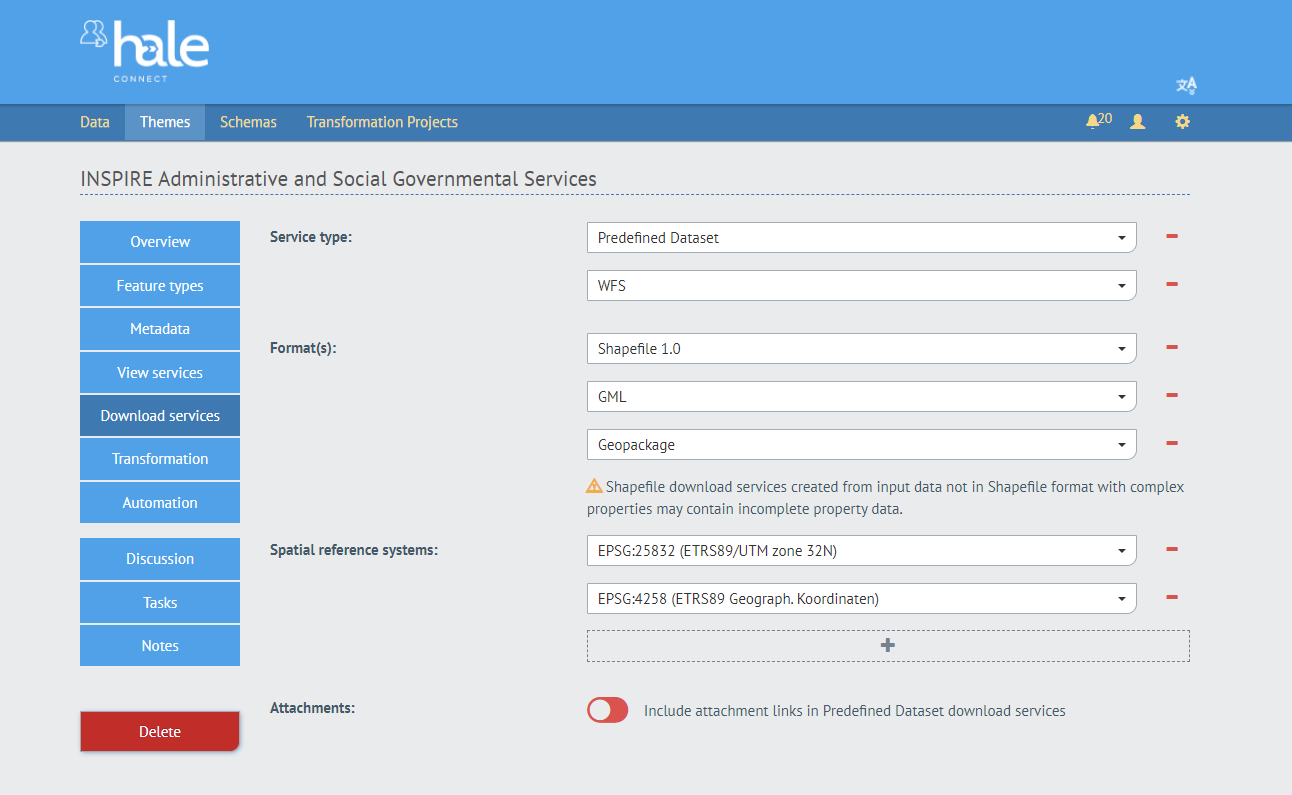 hale
CONNECT
Data Themes Schemas Transformation Projects 20
INSPIRE Administrative and Social Governmental Services
Overview
Feature types
Metadata
View services
Download services
Transformation
Automation
Discussion
Tasks
Notes
Delete
Service type:
Predefined Dataset
WFS
Format(s):
Shapefile 1.0
GML
Geopackage
Shapefile download services created from input data not in Shapefile format with complex
properties may contain incomplete property data.
Spatial reference systems:
EPSG:25832 (ETRS89/UTM zone 32N)
EPSG:4258 (ETRS89 Geograph. Koordinaten)
Attachments:
Include attachment links in Predefined Dataset download services